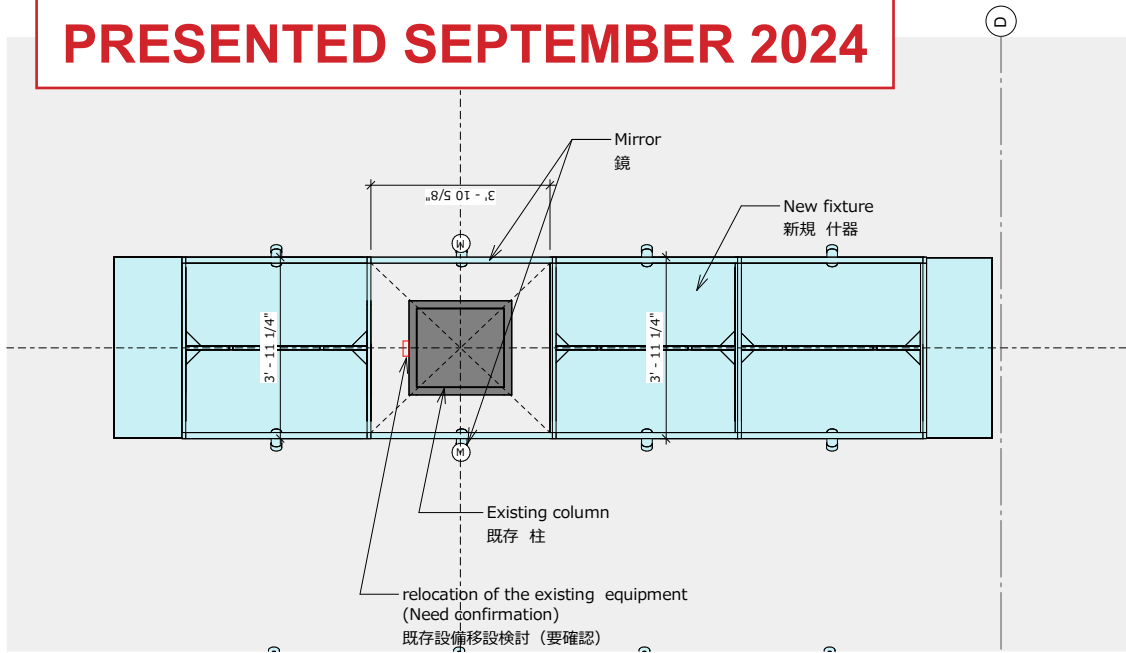 PRESENTED SEPTEMBER 2024
D
Mirror
鏡
3' - 10 5/8"
New fixture
新規 什器
M
3' - 11 1/4"
3' - 11 1/4"
M
Existing column
既存 柱
relocation of the existing equipment
(Need confirmation)
既存設備移設検討（要確認）